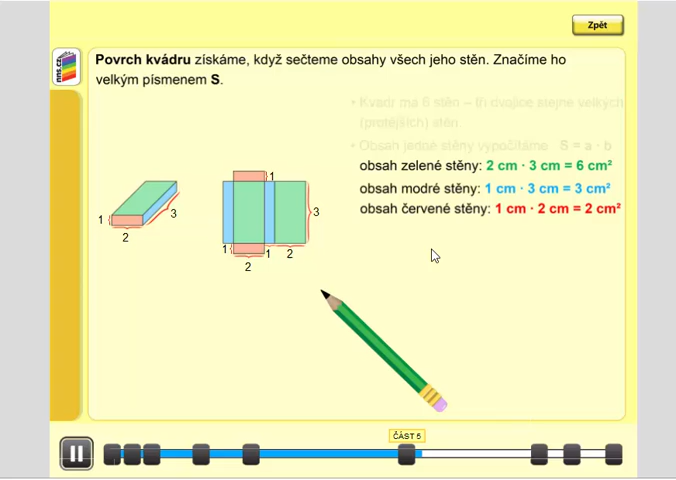 Zpět
nns.cz
Povrch kvádru získáme, když sečteme obsahy všech jeho stěn. Značíme ho
velkým písmenem S.
• Kvádr má 6 stěn – tři dvojice stejně velkých
(protějších) stěn.
• Obsah jedné stěny vypočítáme S = a · b
obsah zelené stěny: 2 cm · 3 cm = 6 cm²
obsah modré stěny: 1 cm · 3 cm = 3 cm²
obsah červené stěny: 1 cm · 2 cm = 2 cm²
1
3
1
3
2
1
1
2
2
ČÁST 5